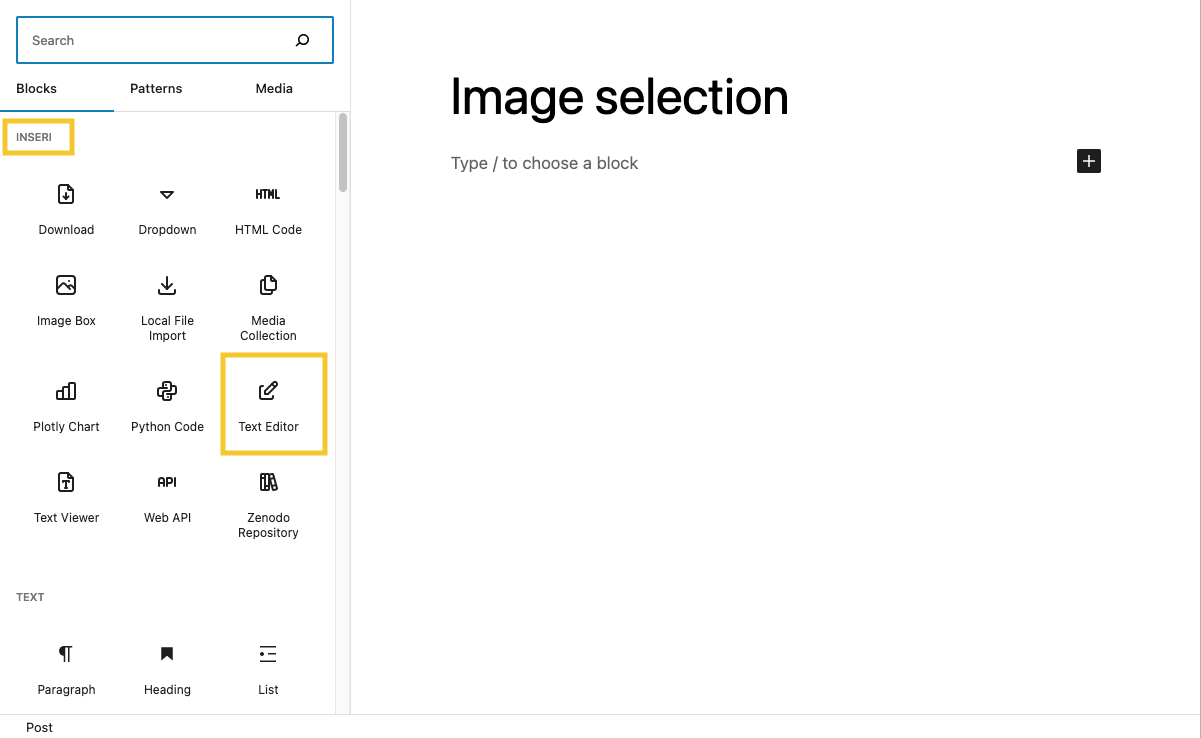 Search
Blocks Patterns Media
INSERI
Download Dropdown HTML Code
Image Box Local File Import Media Collection
Plotly Chart Python Code Text Editor
Text Viewer Web API Zenodo Repository
TEXT
Paragraph Heading List
Post
Image selection
Type / to choose a block